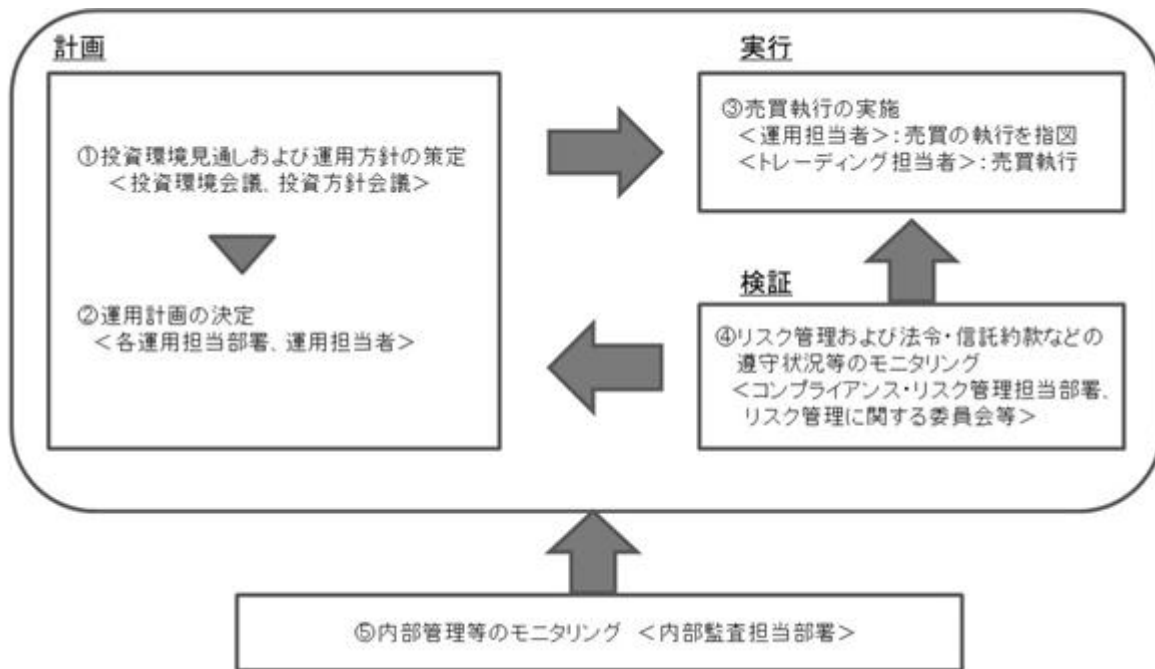 計画
①投資環境見通しおよび運用方針の策定
＜投資環境会議、投資方針会議＞
②運用計画の決定
＜各運用担当部署、運用担当者＞
実行
③売買執行の実施
＜運用担当者＞：売買の執行を指図
＜トレーディング担当者＞：売買執行
検証
④リスク管理および法令・信託約款などの
遵守状況等のモニタリング
＜コンプライアンス・リスク管理担当部署、
リスク管理に関する委員会等＞
⑤内部管理等のモニタリング ＜内部監査担当部署＞